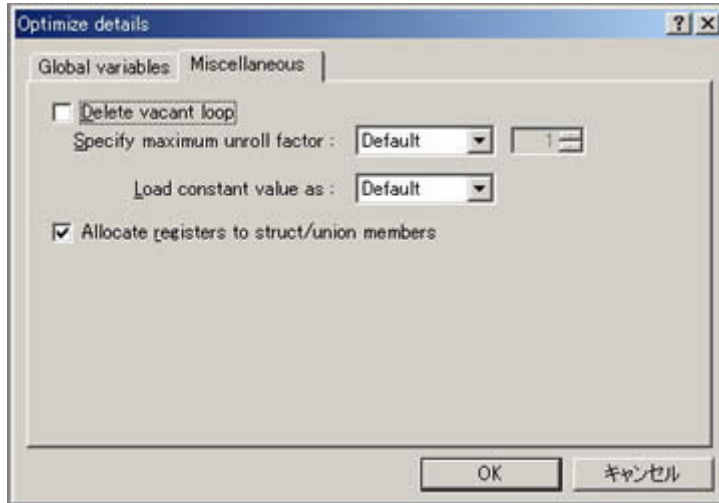 Optimize details
Global variables Miscellaneous
Delete vacant loop
Specify maximum unroll factor : Default 1
Load constant value as : Default
Allocate registers to struct/union members
OK キャンセル